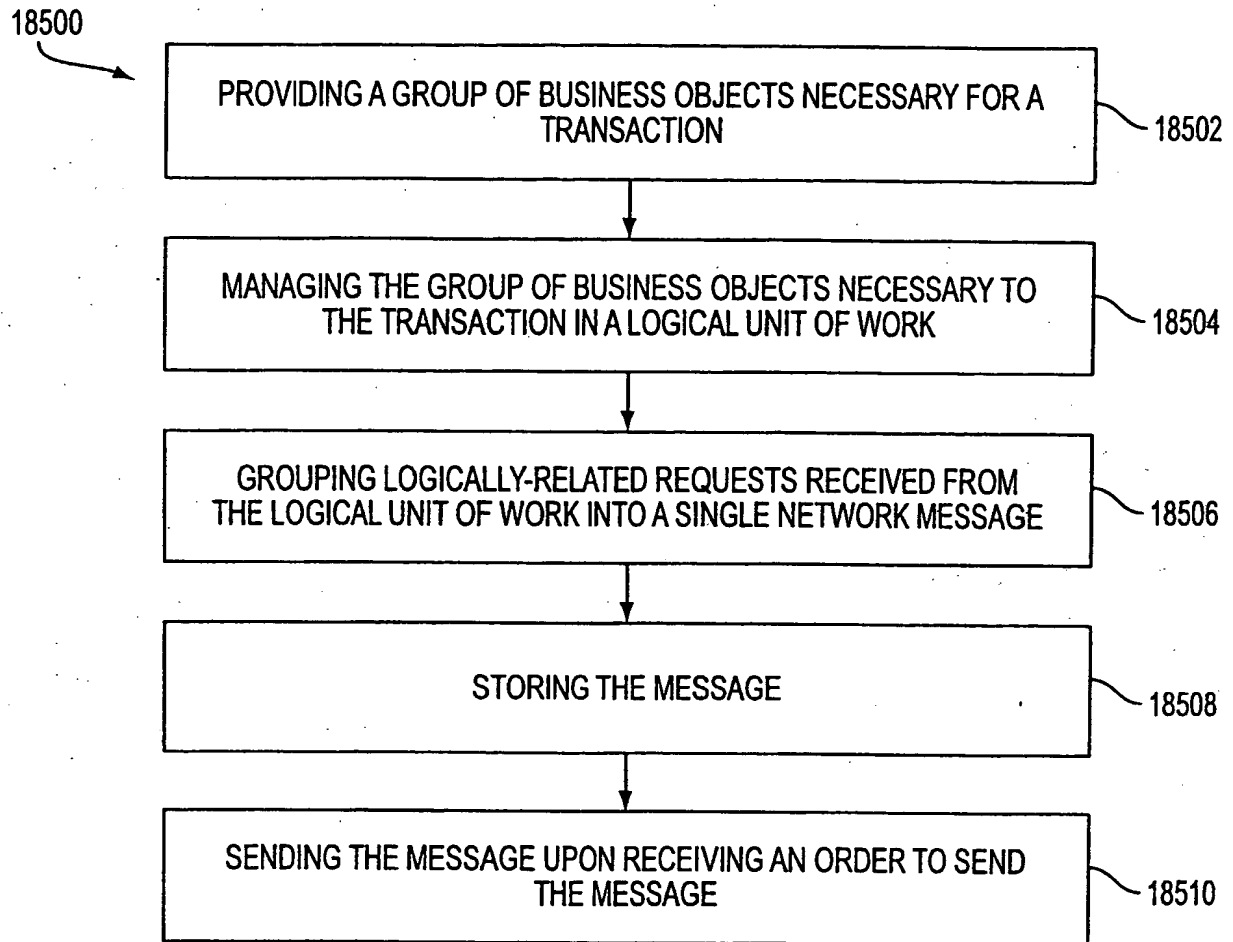 18500
PROVIDING A GROUP OF BUSINESS OBJECTS NECESSARY FOR A
TRANSACTION
18502
MANAGING THE GROUP OF BUSINESS OBJECTS NECESSARY TO
THE TRANSACTION IN A LOGICAL UNIT OF WORK
18504
GROUPING LOGICALLY-RELATED REQUESTS RECEIVED FROM
THE LOGICAL UNIT OF WORK INTO A SINGLE NETWORK MESSAGE
18506
STORING THE MESSAGE
18508
SENDING THE MESSAGE UPON RECEIVING AN ORDER TO SEND
THE MESSAGE
18510